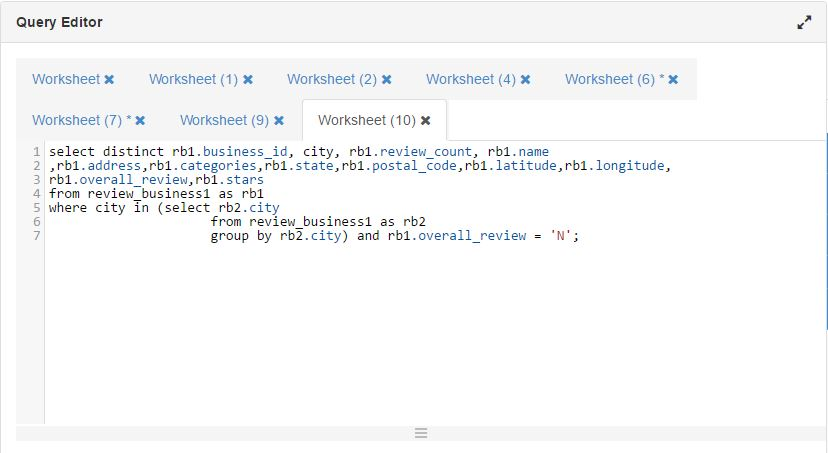 Query Editor
Worksheet ✖ Worksheet (1) ✖ Worksheet (2) ✖ Worksheet (4) ✖ Worksheet (6) * ✖
Worksheet (7) * ✖ Worksheet (9) ✖ Worksheet (10) ✖
1 select distinct rb1.business_id, city, rb1.review_count, rb1.name
2 ,rb1.address,rb1.categories,rb1.state,rb1.postal_code,rb1.latitude,rb1.longitude,
3 rb1.overall_review,rb1.stars
4 from review_business1 as rb1
5 where city in (select rb2.city
6 from review_business1 as rb2
7 group by rb2.city) and rb1.overall_review = 'N';